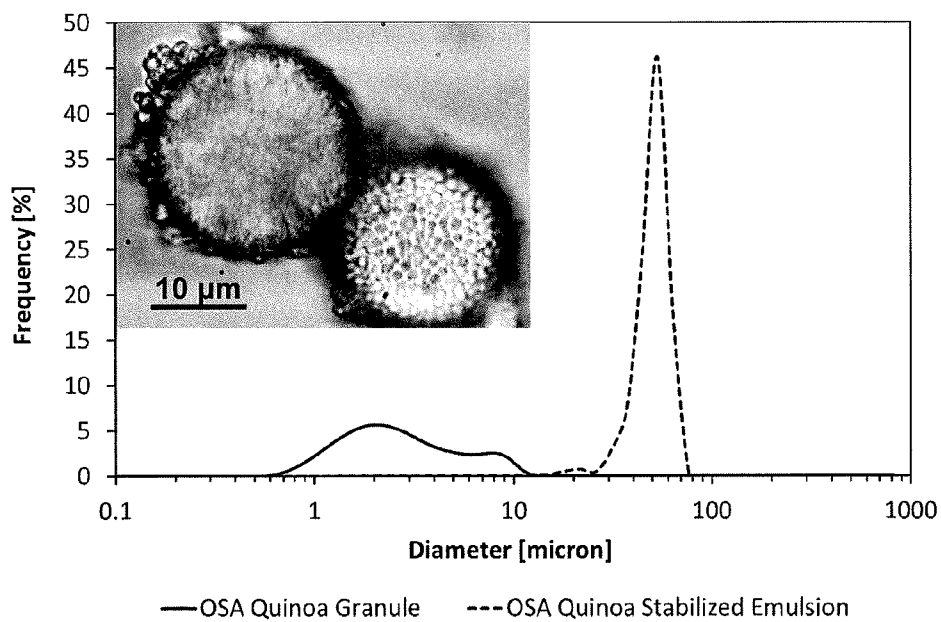 50
45
40
35
30
25
20
15
10
5
0
Frequency [%]
10 µm
0.1 1 10 100 1000
Diameter [micron]
OSA Quinoa Granule OSA Quinoa Stabilized Emulsion